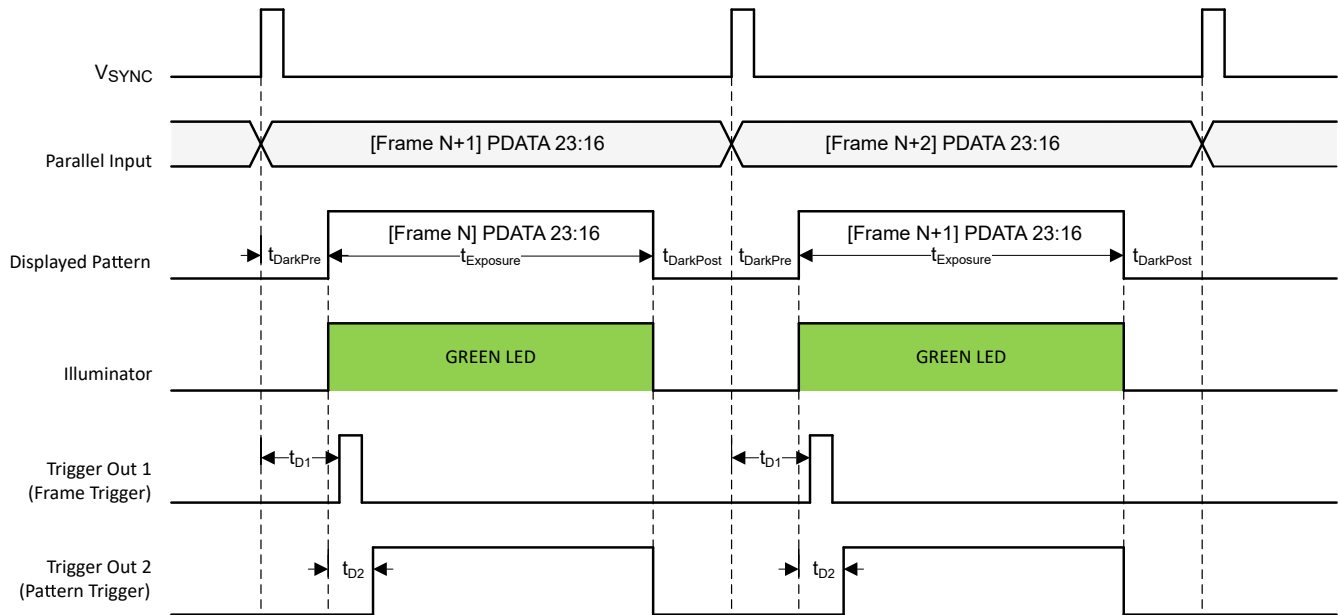 VSYNC
Parallel Input
[Frame N+1] PDATA 23:16
[Frame N+2] PDATA 23:16
Displayed Pattern
tDarkPre
[Frame N] PDATA 23:16
tExposure
tDarkPost
tDarkPre
[Frame N+1] PDATA 23:16
tExposure
tDarkPost
Illuminator
GREEN LED
GREEN LED
Trigger Out 1
(Frame Trigger)
tD1
tD1
Trigger Out 2
(Pattern Trigger)
tD2
tD2